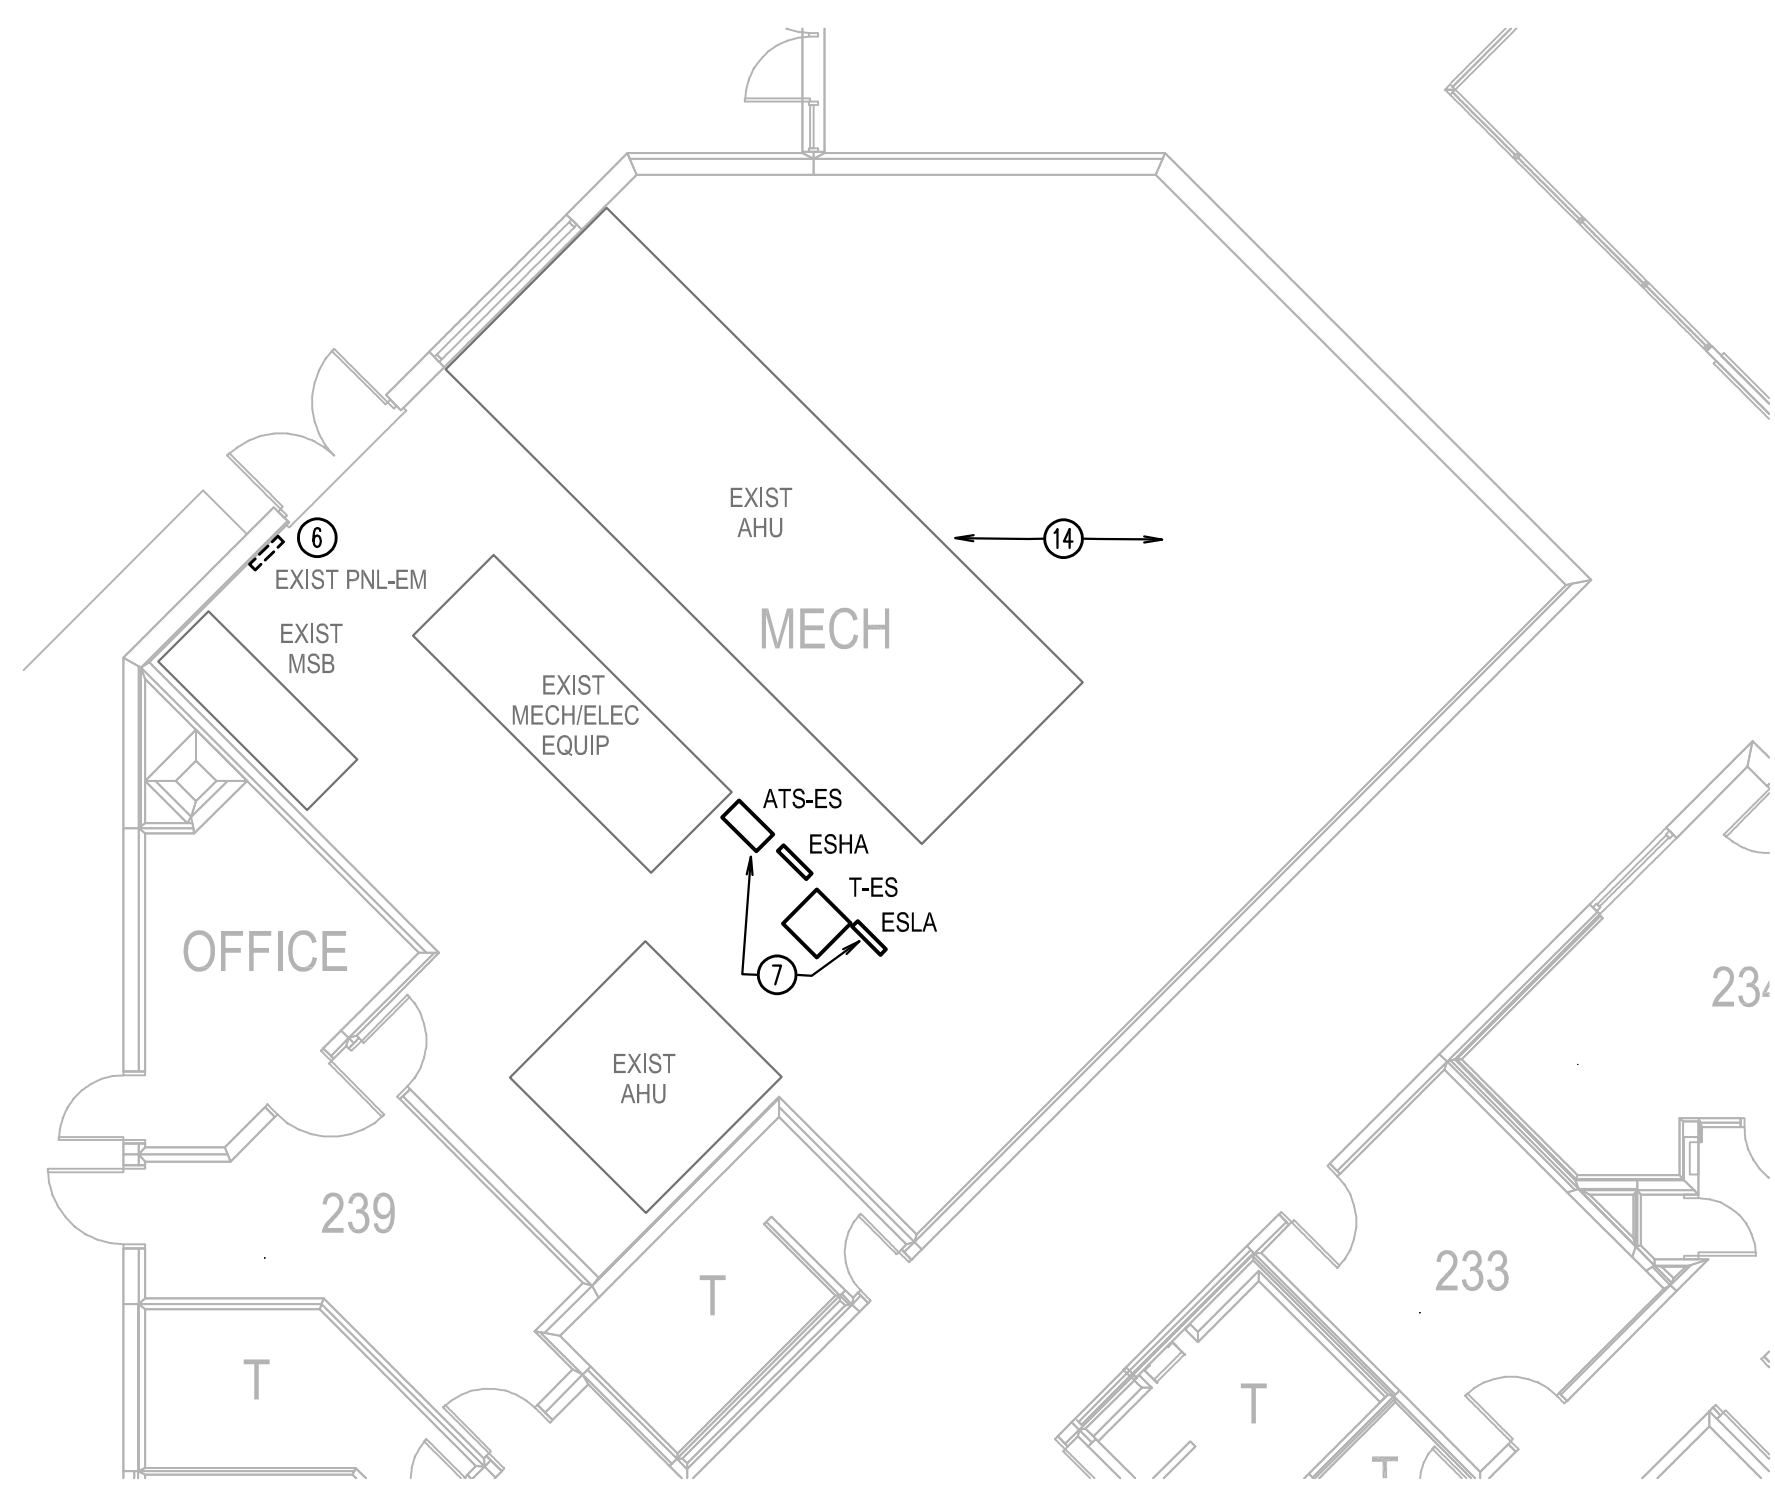 EXIST
AHU
14
6
EXIST PNL-EM
MECH
EXIST
MSB
EXIST
MECH/ELEC
EQUIP
ATS-ES
ESHA
T-ES
ESLA
OFFICE
7
234
EXIST
AHU
239
233
T
T
T
T